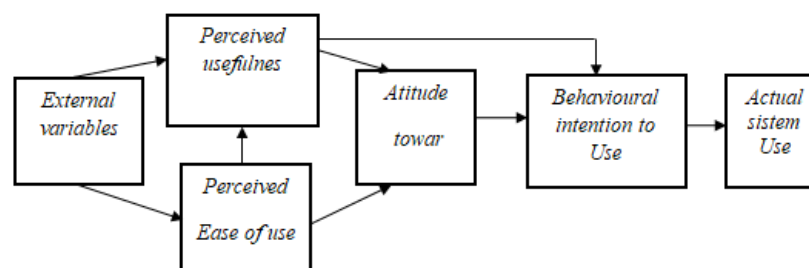 External
variables
Perceived
usefulnes
Perceived
Ease of use
Atitude
towar
Behavioural
intention to
Use
Actual
sistem
Use